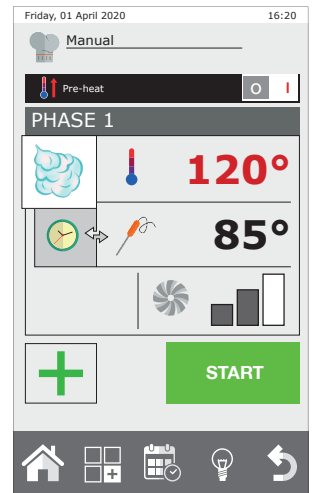 Friday, 01 April 2020 16:20
Manual
Pre-heat O I
PHASE 1
120°
85°
START